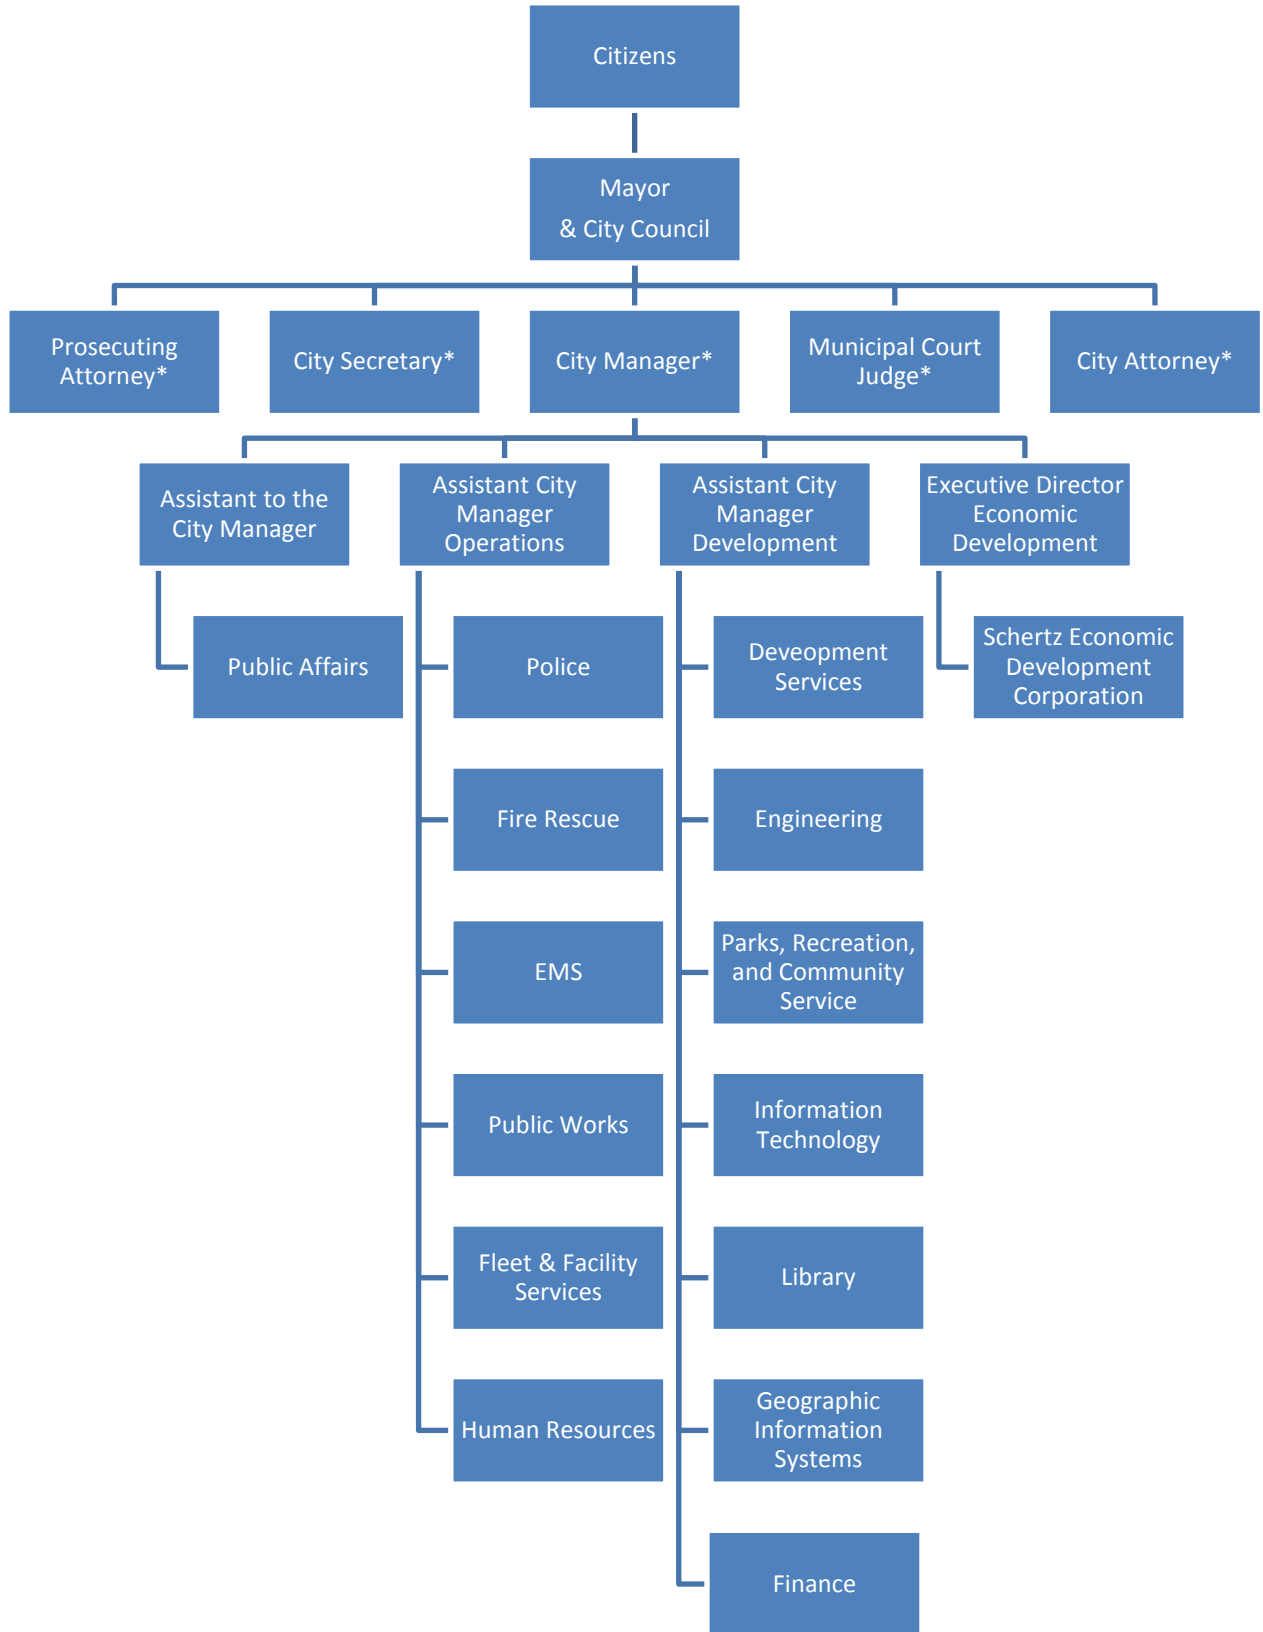 Citizens
Mayor
& City Council
Prosecuting
Attorney*
City Secretary*
City Manager*
Municipal Court
Judge*
City Attorney*
Assistant to the
City Manager
Assistant City
Manager
Operations
Assistant City
Manager
Development
Executive Director
Economic
Development
Public Affairs
Police
Deveopment
Services
Schertz Economic
Development
Corporation
Fire Rescue
Engineering
EMS
Parks, Recreation,
and Community
Service
Public Works
Information
Technology
Fleet & Facility
Services
Library
Human Resources
Geographic
Information
Systems
Finance